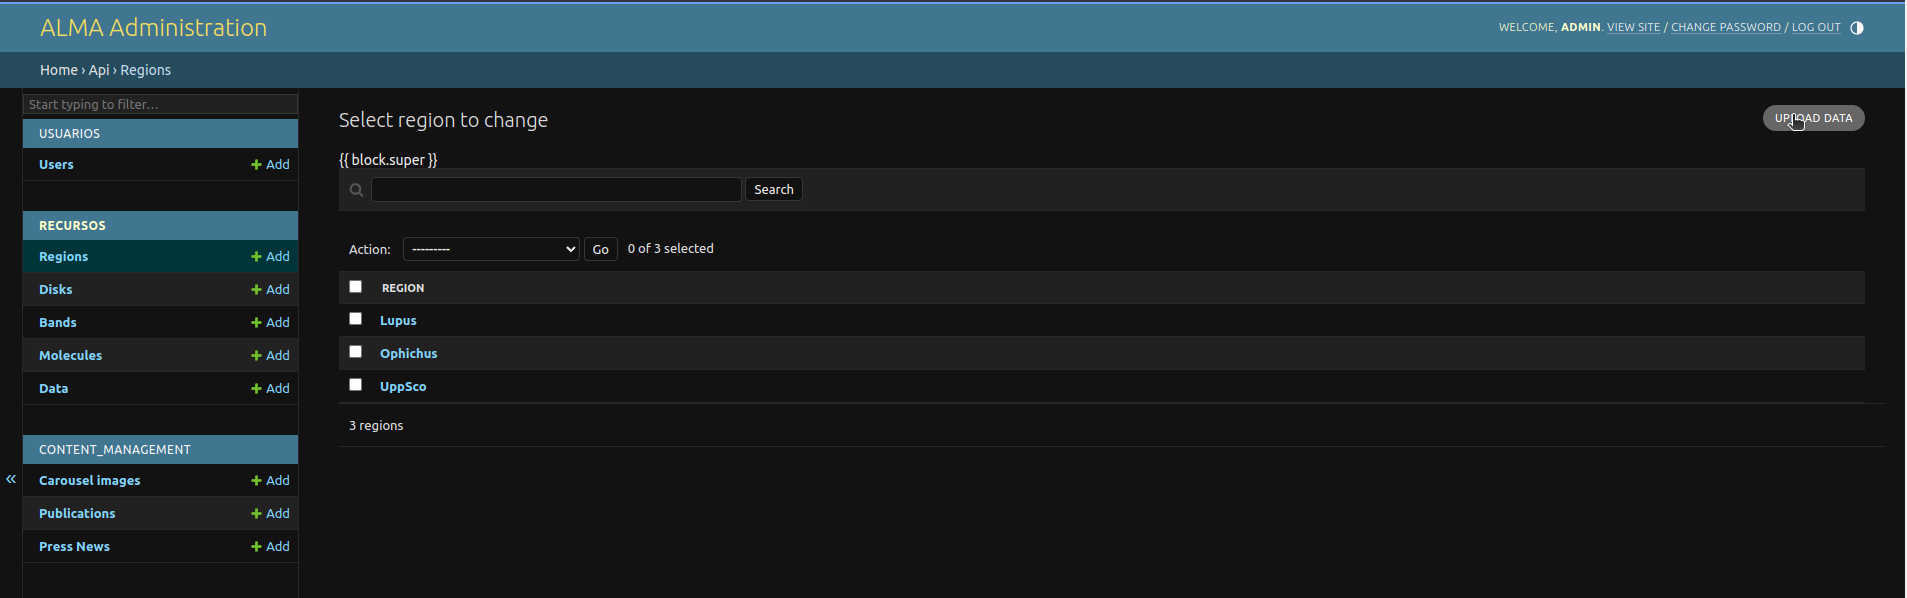 ALMA Administration
WELCOME, ADMIN. VIEW SITE / CHANGE PASSWORD / LOG OUT
Home › Api › Regions
Start typing to filter...
USUARIOS
Users + Add
RECURSOS
Regions + Add
Disks + Add
Bands + Add
Molecules + Add
Data + Add
CONTENT_MANAGEMENT
Carousel images + Add
Publications + Add
Press News + Add
«
Select region to change
UPLOAD DATA
{{ block.super }}
Search
Action: --------- Go 0 of 3 selected
REGION
Lupus
Ophichus
UppSco
3 regions